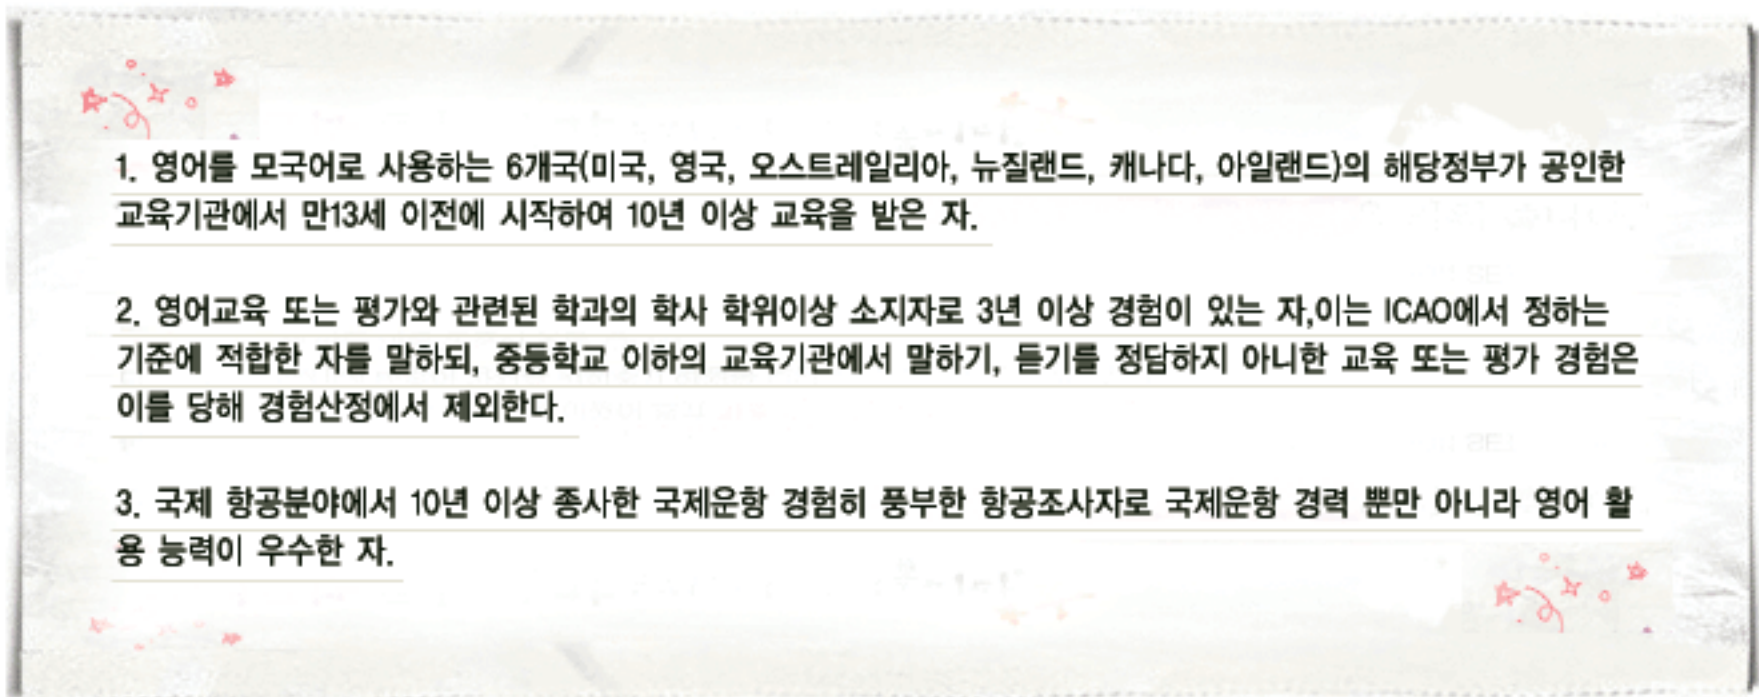 1. 영어를 모국어로 사용하는 6개국(미국, 영국, 오스트레일리아, 뉴질랜드, 캐나다, 아일랜드)의 해당정부가 공인한
교육기관에서 만13세 이전에 시작하여 10년 이상 교육을 받은 자.
2. 영어교육 또는 평가와 관련된 학과의 학사 학위이상 소지자로 3년 이상 경험이 있는 자,이는 ICAO에서 정하는
기준에 적합한 자를 말하되, 중등학교 이하의 교육기관에서 말하기, 듣기를 정담하지 아니한 교육 또는 평가 경험은
이를 당해 경험산정에서 제외한다.
3. 국제 항공분야에서 10년 이상 종사한 국제운항 경험히 풍부한 항공조사자로 국제운항 경력 뿐만 아니라 영어 활
용 능력이 우수한 자.